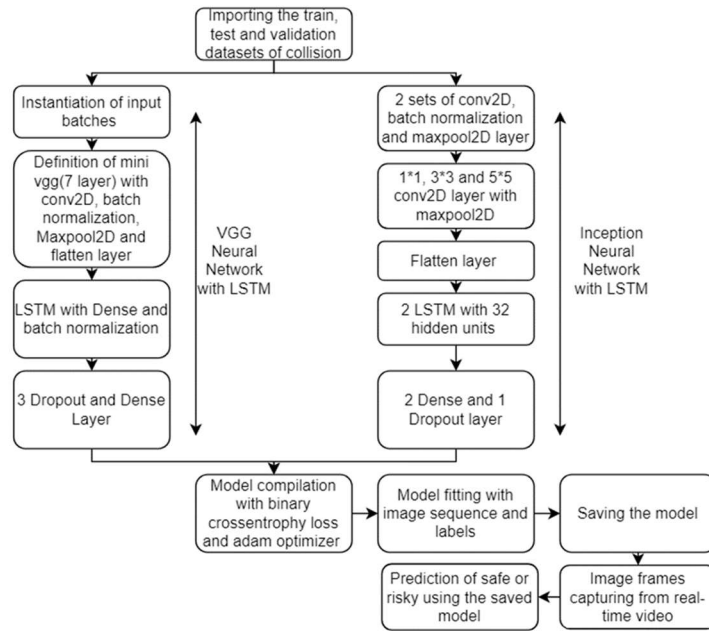 Importing the train,
test and validation
datasets of collision
Instantiation of input
batches
Definition of mini
vgg(7 layer) with
conv2D, batch
normalization,
Maxpool2D and
flatten layer
LSTM with Dense and
batch normalization
3 Dropout and Dense
Layer
VGG
Neural
Network
with LSTM
2 sets of conv2D,
batch normalization
and maxpool2D layer
1*1, 3*3 and 5*5
conv2D layer with
maxpool2D
Flatten layer
2 LSTM with 32
hidden units
2 Dense and 1
Dropout layer
Inception
Neural
Network
with LSTM
Model compilation
with binary
crossentropy loss
and adam optimizer
Model fitting with
image sequence and
labels
Saving the model
Image frames
capturing from real-
time video
Prediction of safe or
risky using the saved
model